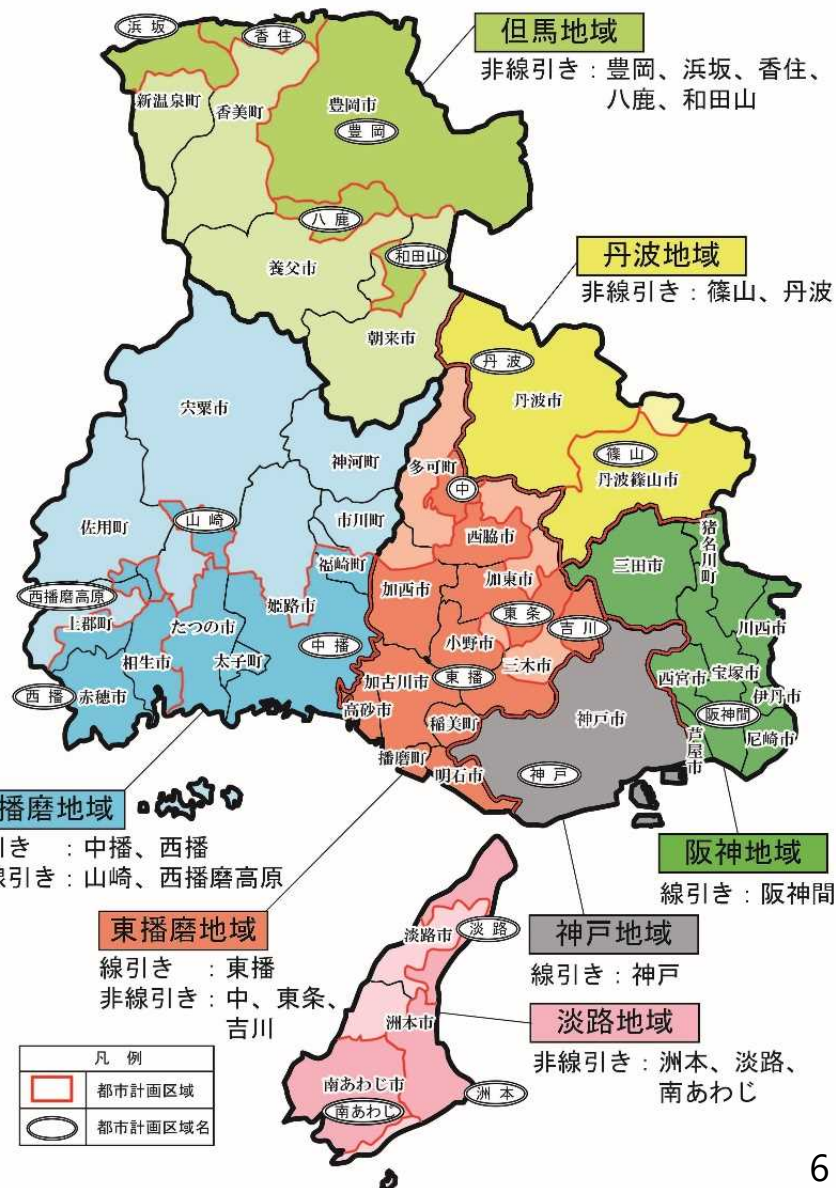 浜坂
香住
但馬地域
非線引き：豊岡、浜坂、香住、
八鹿、和田山
新温泉町
香美町
豊岡市
豊岡
八鹿
養父市
和田山
朝来市
丹波地域
非線引き：篠山、丹波
丹波
丹波市
篠山
丹波篠山市
宍粟市
神河町
多可町
中
市川町
佐用町
山崎
西脇市
福崎町
猪名川町
三田市
加西市
加東市
西播磨高原
姫路市
東条
吉川
上郡町
たつの市
川西市
中播
小野市
三木市
相生市
太子町
東播
西宮市
宝塚市
西播
赤穂市
加古川市
伊丹市
高砂市
稲美町
神戸市
阪神間
芦屋市
尼崎市
播磨町
明石市
神戸
播磨地域
引き　：中播、西播
線引き：山崎、西播磨高原
阪神地域
線引き：阪神間
東播磨地域
線引き　：東播
非線引き：中、東条、
吉川
淡路市
淡路
神戸地域
線引き：神戸
洲本市
淡路地域
非線引き：洲本、淡路、
南あわじ
凡例
都市計画区域
都市計画区域名
南あわじ市
南あわじ
洲本
6